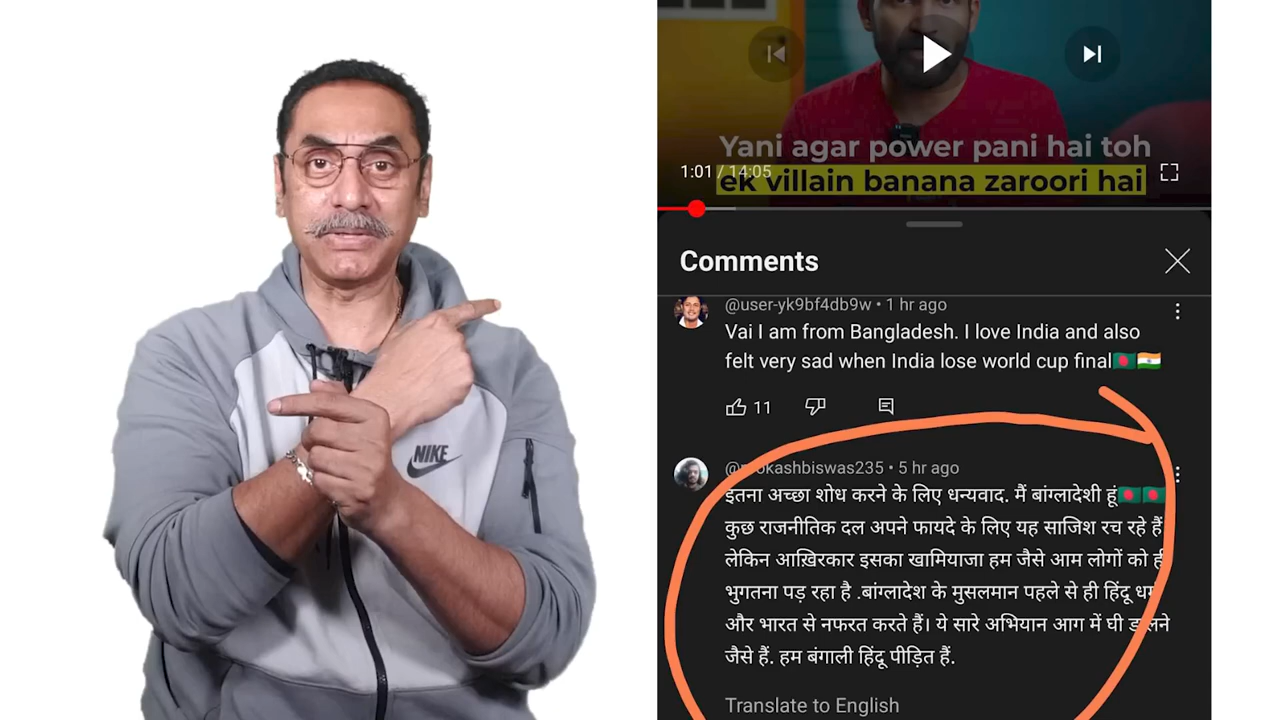 NIKE
Yani agar power pani hai toh
1:01 / 14:05
ek villain banana zaroori hai
Comments
@user-yk9bf4db9w • 1 hr ago
Vai I am from Bangladesh. I love India and also
felt very sad when India lose world cup final🇧🇩🇮🇳
11
5 hr ago
इतना अच्छा शोध करने के लिए धन्यवाद. मैं बांग्लादेशी हूं🇧🇩🇧🇩
कुछ राजनीतिक दल अपने फायदे के लिए यह साजिश रच रहे हैं
लेकिन आख़िरकार इसका खामियाजा हम जैसे आम लोगों को ही
भुगतना पड़ रहा है .बांग्लादेश के मुसलमान पहले से ही हिंदू धर्म
और भारत से नफरत करते हैं। ये सारे अभियान आग में घी डालने
जैसे हैं. हम बंगाली हिंदू पीड़ित हैं.
Translate to English